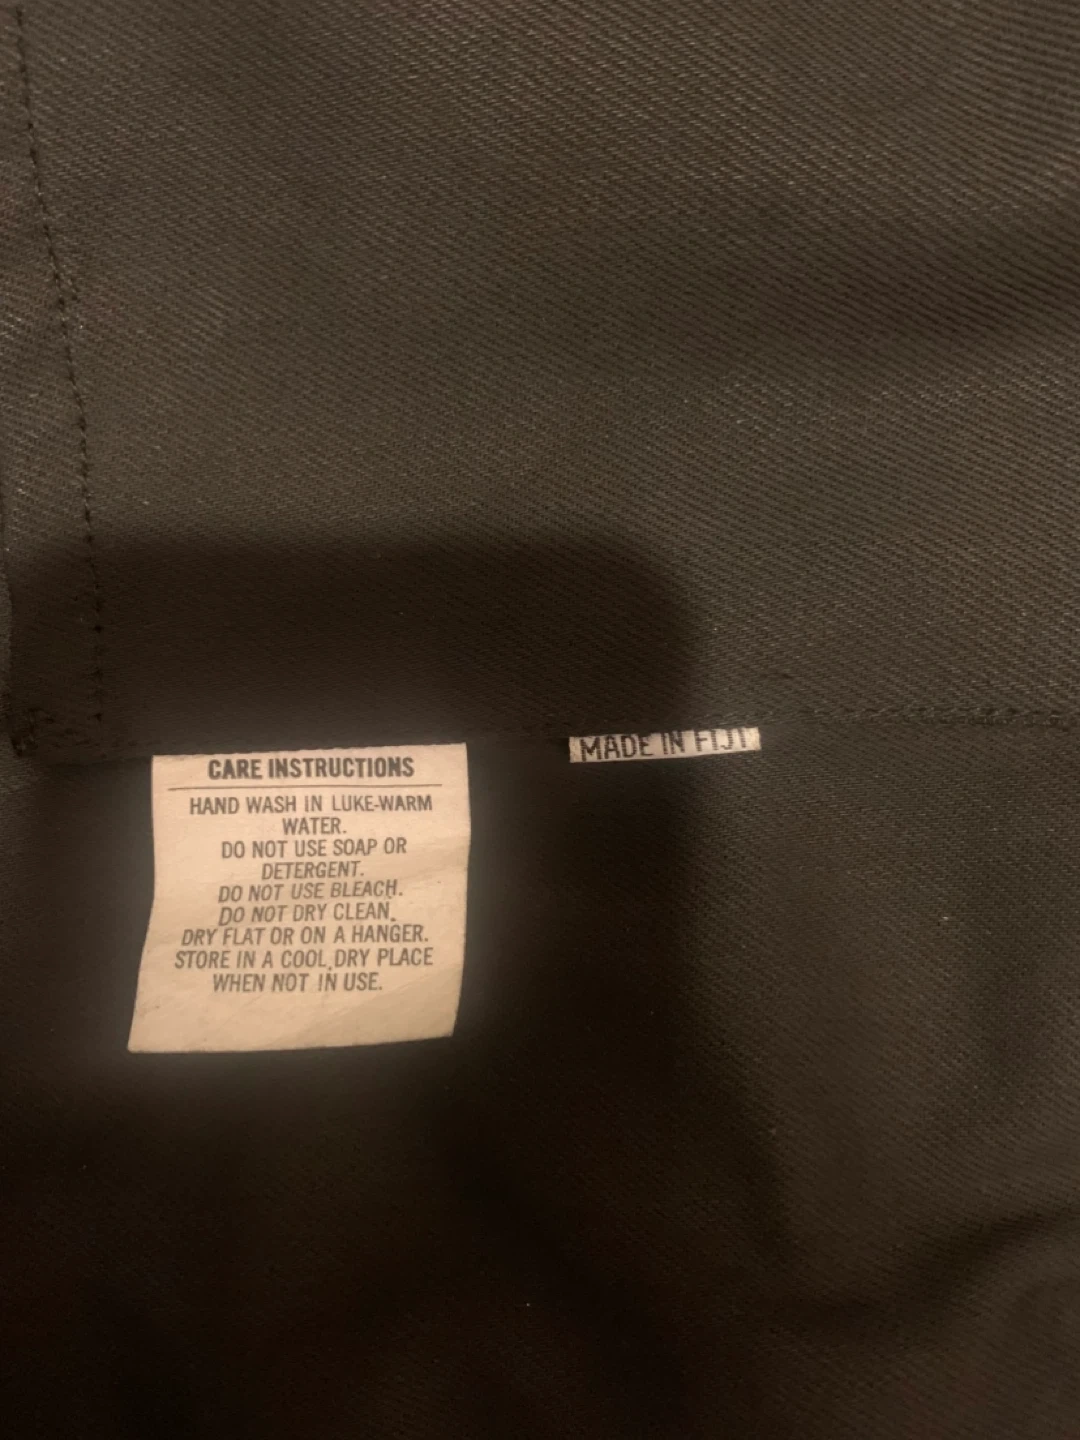 CARE INSTRUCTIONS
HAND WASH IN LUKE-WARM
WATER.
DO NOT USE SOAP OR
DETERGENT.
DO NOT USE BLEACH.
DO NOT DRY CLEAN.
DRY FLAT OR ON A HANGER.
STORE IN A COOL, DRY PLACE
WHEN NOT IN USE.
MADE IN FIJI